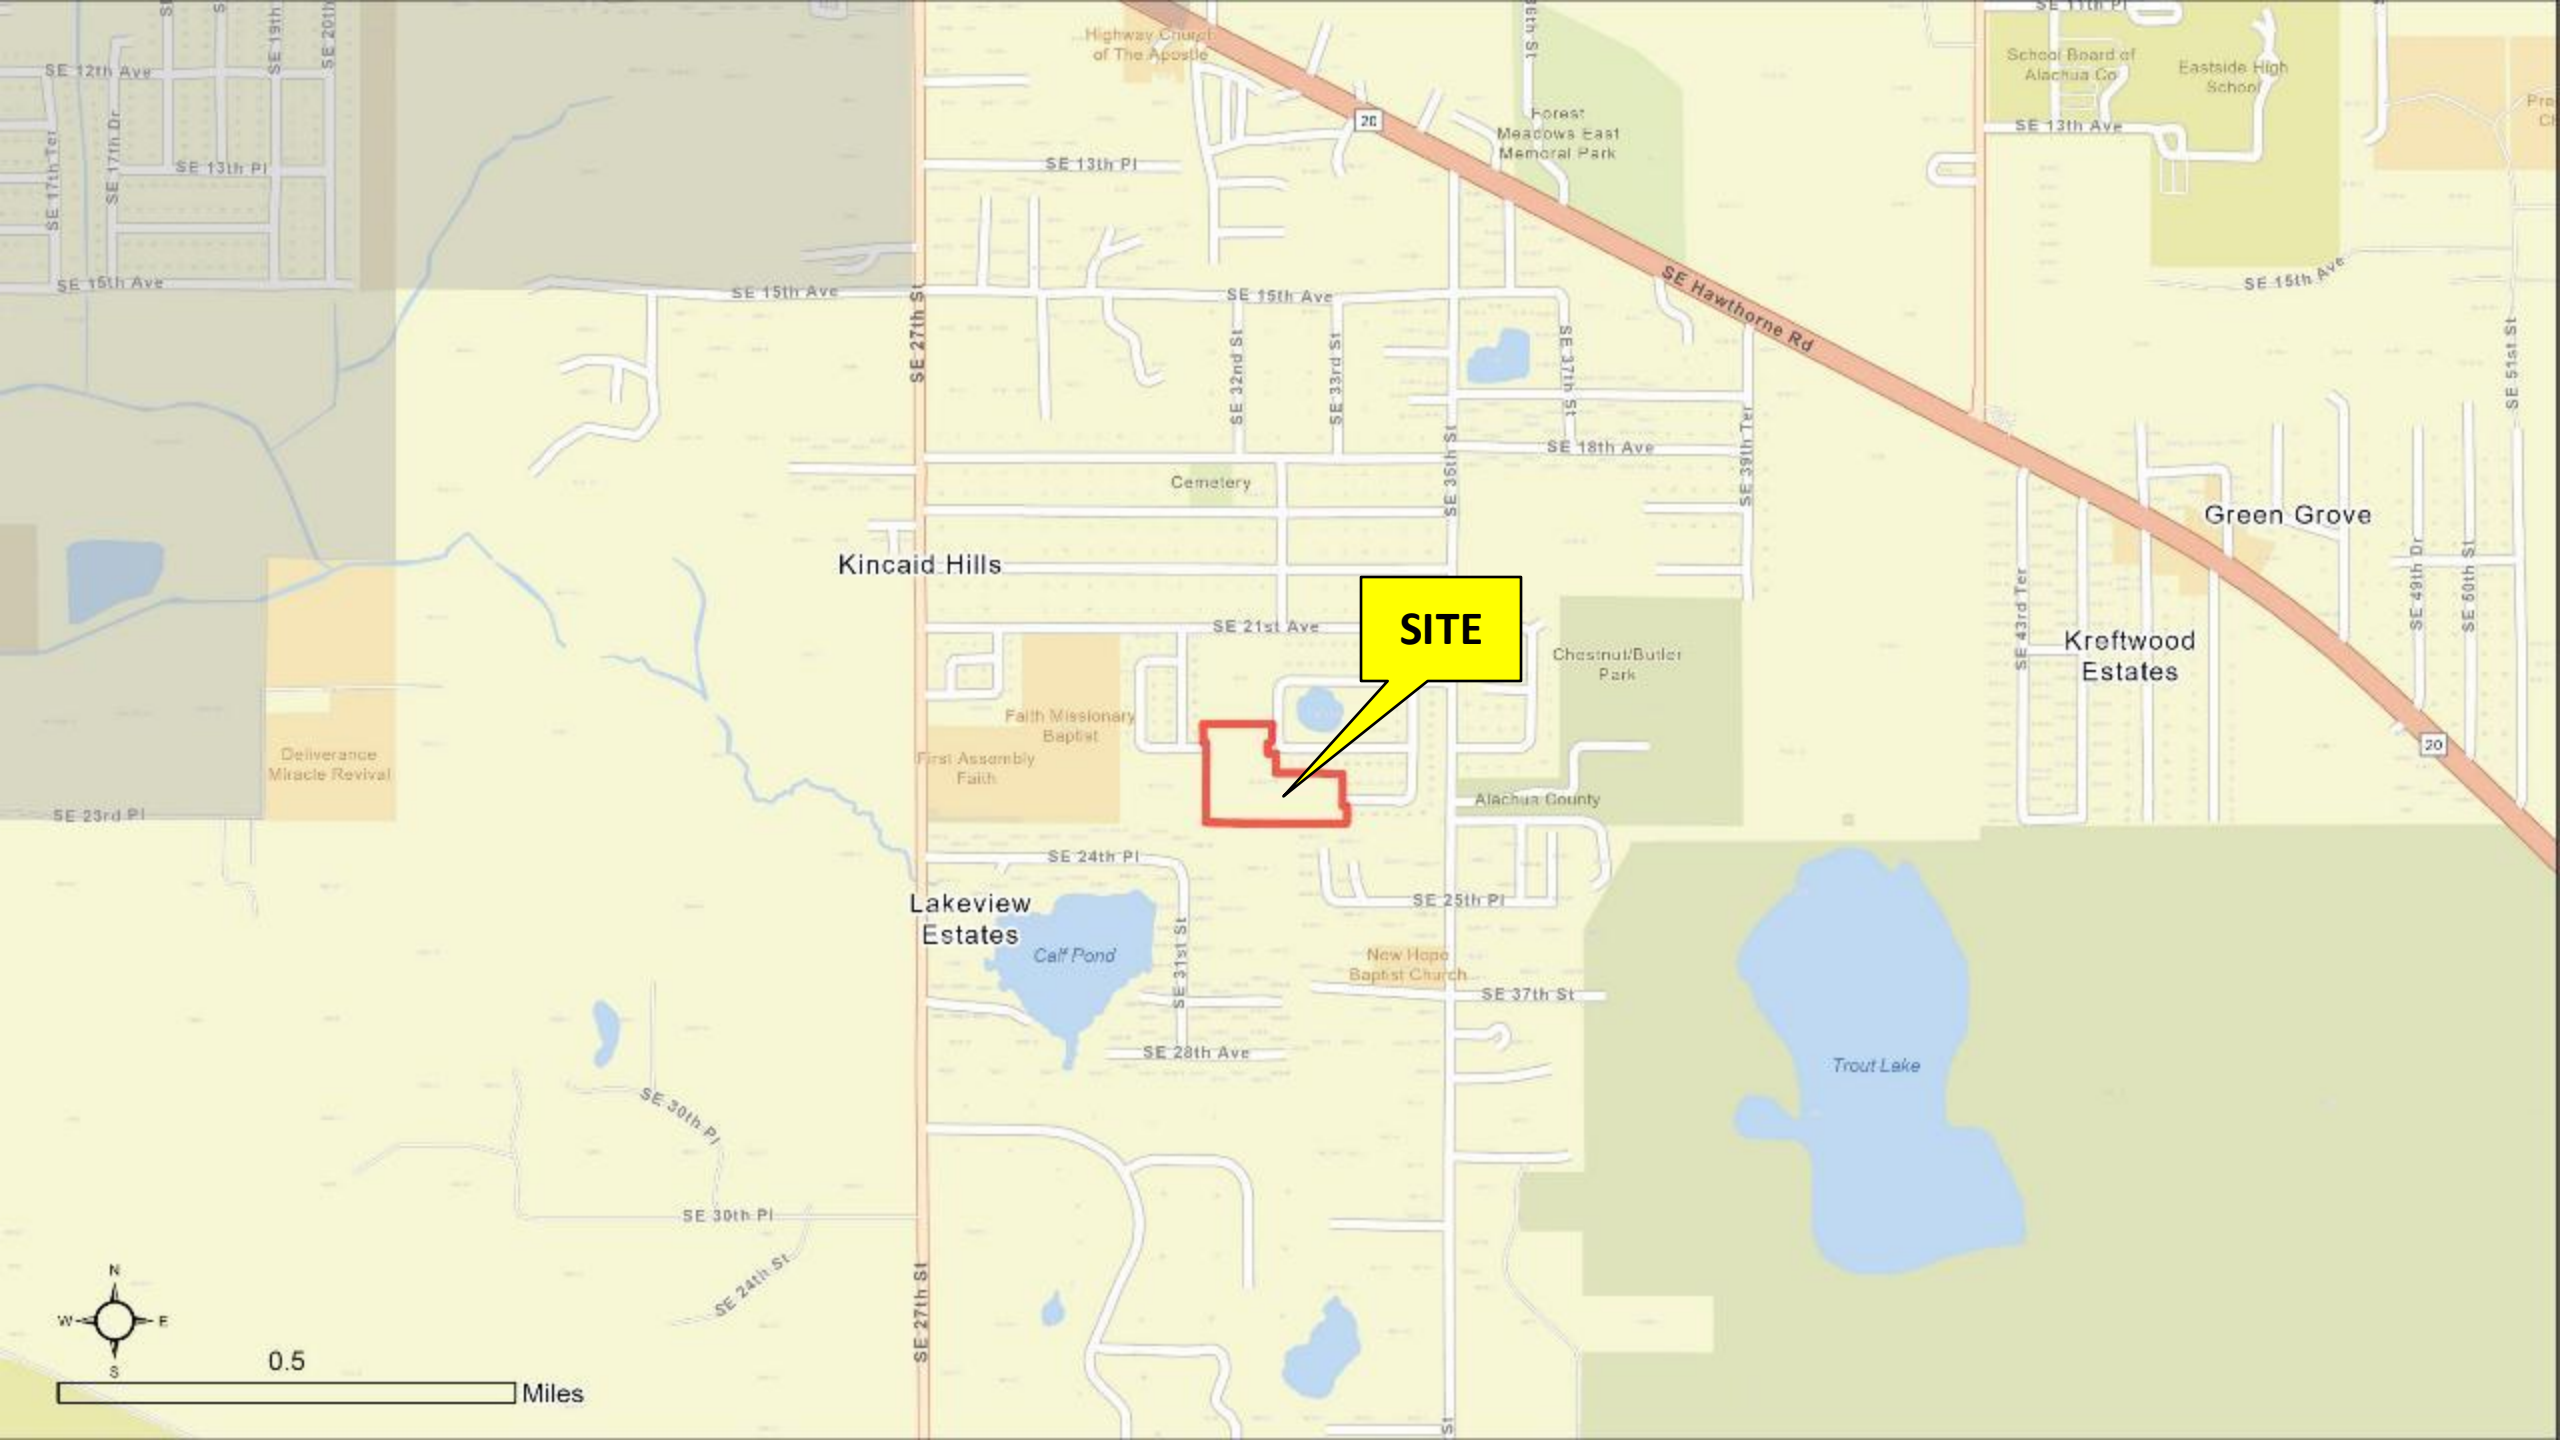 SE 11th Pl
Highway Church
of The Apostle
36th St
SE 19th
SE 20th
School Board of
Alachua Co
Eastside High
School
SE 12th Ave
20
Forest
Meadows East
Memoral Park
SE 13th Ave
SE 17th Ter
SE 17th Dr
SE 13th Pl
SE 13th Pl
SE 15th Ave
SE 15th Ave
SE 15th Ave
SE 15th Ave
SE 27th St
SE 32nd St
SE 33rd St
SE 37th St
SE Hawthorne Rd
SE 51st St
SE 18th Ave
SE 35th St
SE 39th Ter
Cemetery
Green Grove
Kincaid Hills
SE 49th Dr
SE 50th St
SE 43rd Ter
SE 21st Ave
SITE
Kreftwood
Estates
Chestnut/Butler
Park
Faith Missionary
Baptist
First Assembly
Faith
Deliverance
Miracle Revival
20
SE 23rd Pl
Alachua County
SE 24th Pl
SE 25th Pl
Lakeview
Estates
Calf Pond
SE 31st St
New Hope
Baptist Church
SE 37th St
SE 28th Ave
Trout Lake
SE 30th Pl
SE 30th Pl
SE 24th St
SE 27th St
N
W
E
S
0.5
Miles
St